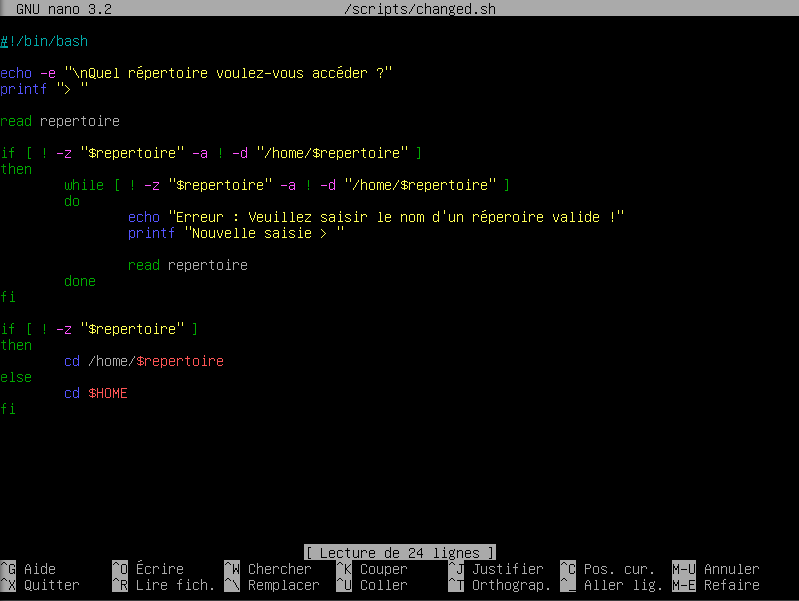 GNU nano 3.2 /scripts/changed.sh
#!/bin/bash
echo -e "\nQuel répertoire voulez-vous accéder ?"
printf "> "
read repertoire
if [ ! -z "$repertoire" -a ! -d "/home/$repertoire" ]
then
while [ ! -z "$repertoire" -a ! -d "/home/$repertoire" ]
do
echo "Erreur : Veuillez saisir le nom d'un réperoire valide !"
printf "Nouvelle saisie > "
read repertoire
done
fi
if [ ! -z "$repertoire" ]
then
cd /home/$repertoire
else
cd $HOME
fi
[ Lecture de 24 lignes ]
^G Aide ^O Écrire ^W Chercher ^K Couper ^J Justifier ^C Pos. cur. M-U Annuler
^X Quitter ^R Lire fich. ^\ Remplacer ^U Coller ^T Orthograp. ^_ Aller lig. M-E Refaire